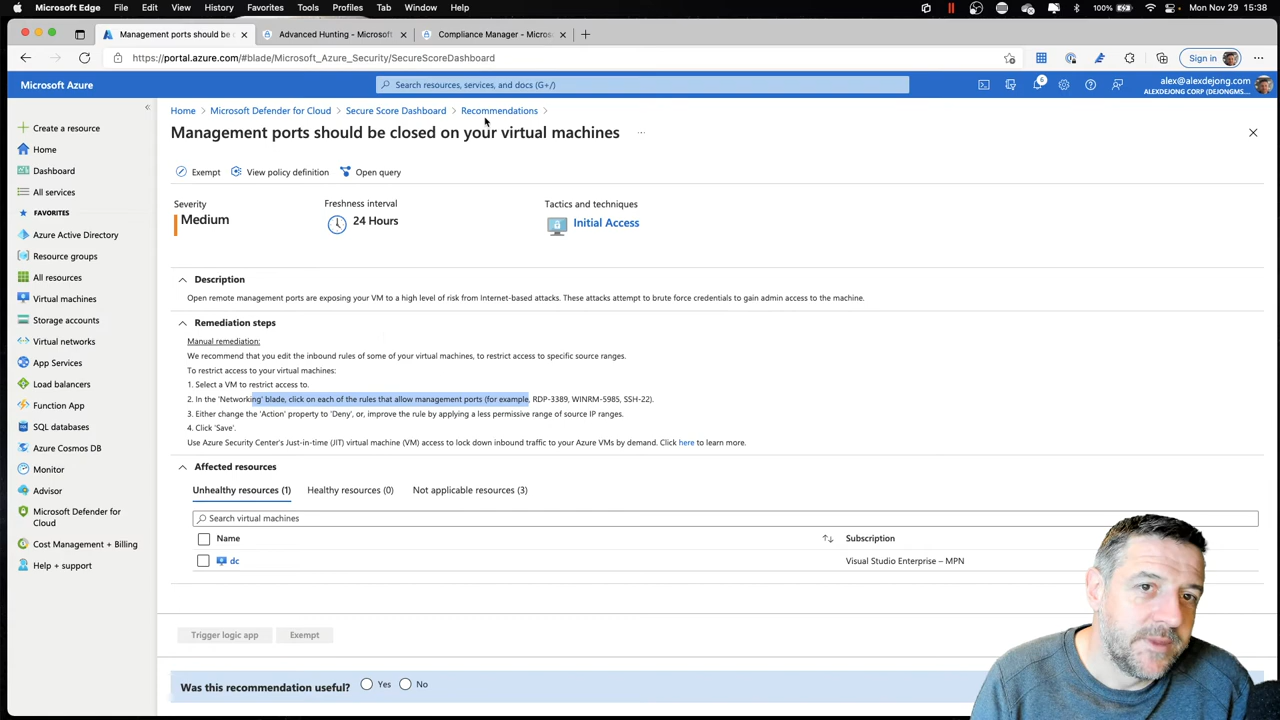 Microsoft Edge File Edit View History Favorites Tools Profiles Tab Window Help
100% Mon Nov 29 15:38
Management ports should be c
Advanced Hunting - Microsoft
Compliance Manager - Micros
https://portal.azure.com/#blade/Microsoft_Azure_Security/SecureScoreDashboard
Sign in
Microsoft Azure
Search resources, services, and docs (G+/)
6
alex@alexdejong.com
ALEXDEJONG CORP (DEJONGMS...
Home > Microsoft Defender for Cloud > Secure Score Dashboard > Recommendations >
Management ports should be closed on your virtual machines ...
Create a resource
Home
Dashboard
All services
FAVORITES
Azure Active Directory
Resource groups
All resources
Virtual machines
Storage accounts
Virtual networks
App Services
Load balancers
Function App
SQL databases
Azure Cosmos DB
Monitor
Advisor
Microsoft Defender for
Cloud
Cost Management + Billing
Help + support
Exempt View policy definition Open query
Severity
Medium
Freshness interval
24 Hours
Tactics and techniques
Initial Access
Description
Open remote management ports are exposing your VM to a high level of risk from Internet-based attacks. These attacks attempt to brute force credentials to gain admin access to the machine.
Remediation steps
Manual remediation:
We recommend that you edit the inbound rules of some of your virtual machines, to restrict access to specific source ranges.
To restrict access to your virtual machines:
1. Select a VM to restrict access to.
2. In the 'Networking' blade, click on each of the rules that allow management ports (for example, RDP-3389, WINRM-5985, SSH-22).
3. Either change the 'Action' property to 'Deny', or, improve the rule by applying a less permissive range of source IP ranges.
4. Click 'Save'.
Use Azure Security Center's Just-in-time (JIT) virtual machine (VM) access to lock down inbound traffic to your Azure VMs by demand. Click here to learn more.
Affected resources
Unhealthy resources (1) Healthy resources (0) Not applicable resources (3)
Search virtual machines
Name Subscription
dc Visual Studio Enterprise – MPN
Trigger logic app Exempt
Was this recommendation useful? Yes No